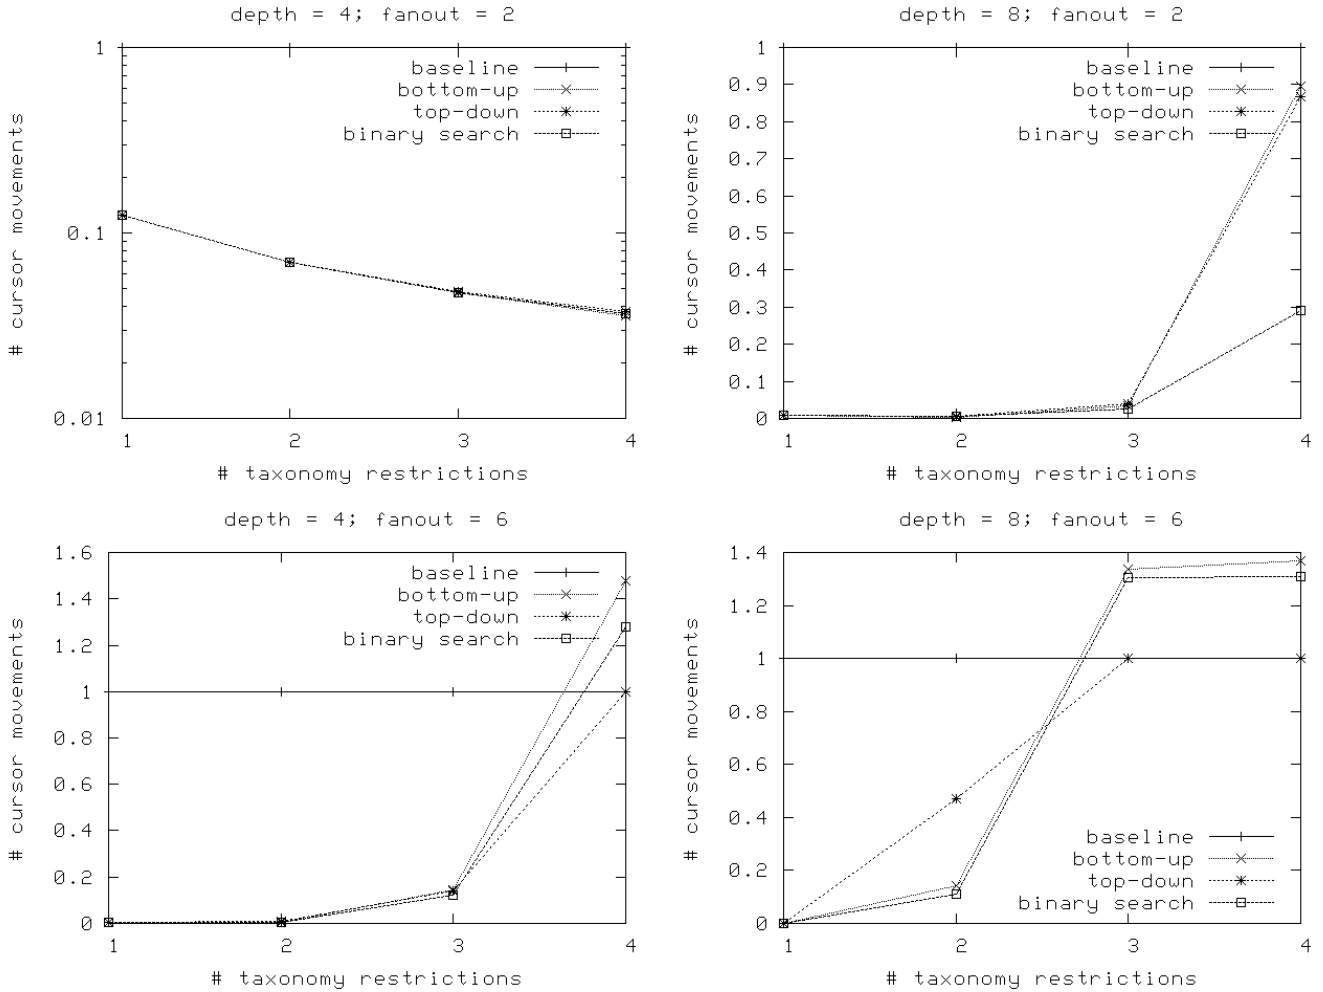 depth = 4; fanout = 2
# cursor movements
1
0.1
0.01
baseline
bottom-up
top-down
binary search
1 2 3 4
# taxonomy restrictions
depth = 8; fanout = 2
# cursor movements
1
0.9
0.8
0.7
0.6
0.5
0.4
0.3
0.2
0.1
0
baseline
bottom-up
top-down
binary search
1 2 3 4
# taxonomy restrictions
depth = 4; fanout = 6
# cursor movements
1.6
1.4
1.2
1
0.8
0.6
0.4
0.2
0
baseline
bottom-up
top-down
binary search
1 2 3 4
# taxonomy restrictions
depth = 8; fanout = 6
# cursor movements
1.4
1.2
1
0.8
0.6
0.4
0.2
0
baseline
bottom-up
top-down
binary search
1 2 3 4
# taxonomy restrictions